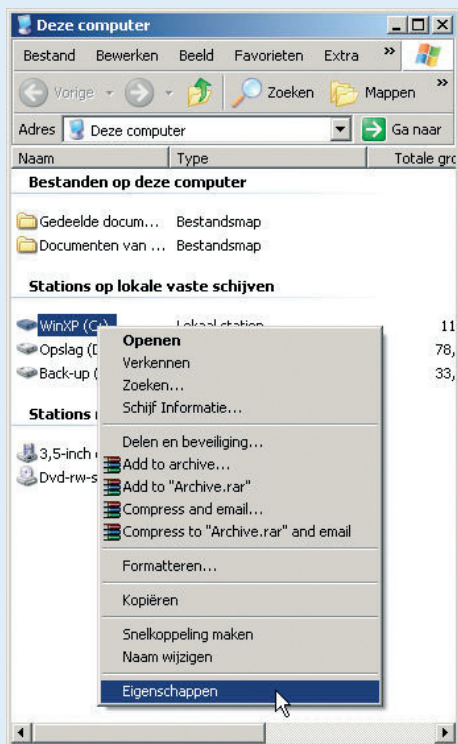 Deze computer
Bestand Bewerken Beeld Favorieten Extra »
Vorige Zoeken Mappen »
Adres Deze computer Ga naar
Naam Type Totale gro
Bestanden op deze computer
Gedeelde docum... Bestandsmap
Documenten van ... Bestandsmap
Stations op lokale vaste schijven
WinXP (C:) Lokaal station 11
Opslag (D 78,
Back-up ( 33,
Stations
3,5-inch
Dvd-rw-s
Openen
Verkennen
Zoeken...
Schijf Informatie...
Delen en beveiliging...
Add to archive...
Add to "Archive.rar"
Compress and email...
Compress to "Archive.rar" and email
Formatteren...
Kopiëren
Snelkoppeling maken
Naam wijzigen
Eigenschappen